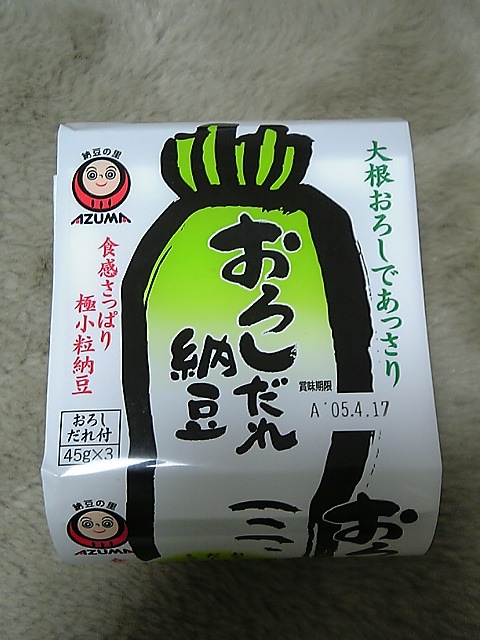 納豆の里
AZUMA
大根おろしであっさり
おろしだれ
納豆
食感さっぱり
極小粒納豆
賞味期限
A '05.4.17
おろし
だれ付
45g×3
納豆の里
AZUMA
おろ